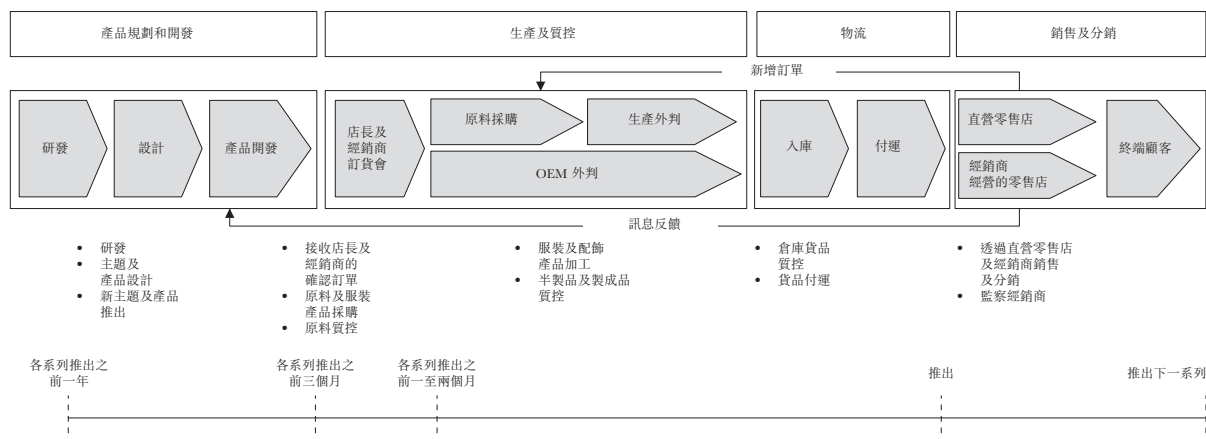 產品規劃和開發
生產及質控
物流
銷售及分銷
新增訂單
研發
設計
產品開發
店長及
經銷商
訂貨會
原料採購
生產外判
OEM 外判
入庫
付運
直營零售店
經銷商
經營的零售店
終端顧客
訊息反饋
• 研發
• 主題及
產品設計
• 新主題及產品
推出
• 接收店長及
經銷商的
確認訂單
• 原料及服裝
產品採購
• 原料質控
• 服裝及配飾
產品加工
• 半製品及製成品
質控
• 倉庫貨品
質控
• 貨品付運
• 透過直營零售店
及經銷商銷售
及分銷
• 監察經銷商
各系列推出之
前一年
各系列推出之
前三個月
各系列推出之
前一至兩個月
推出
推出下一系列